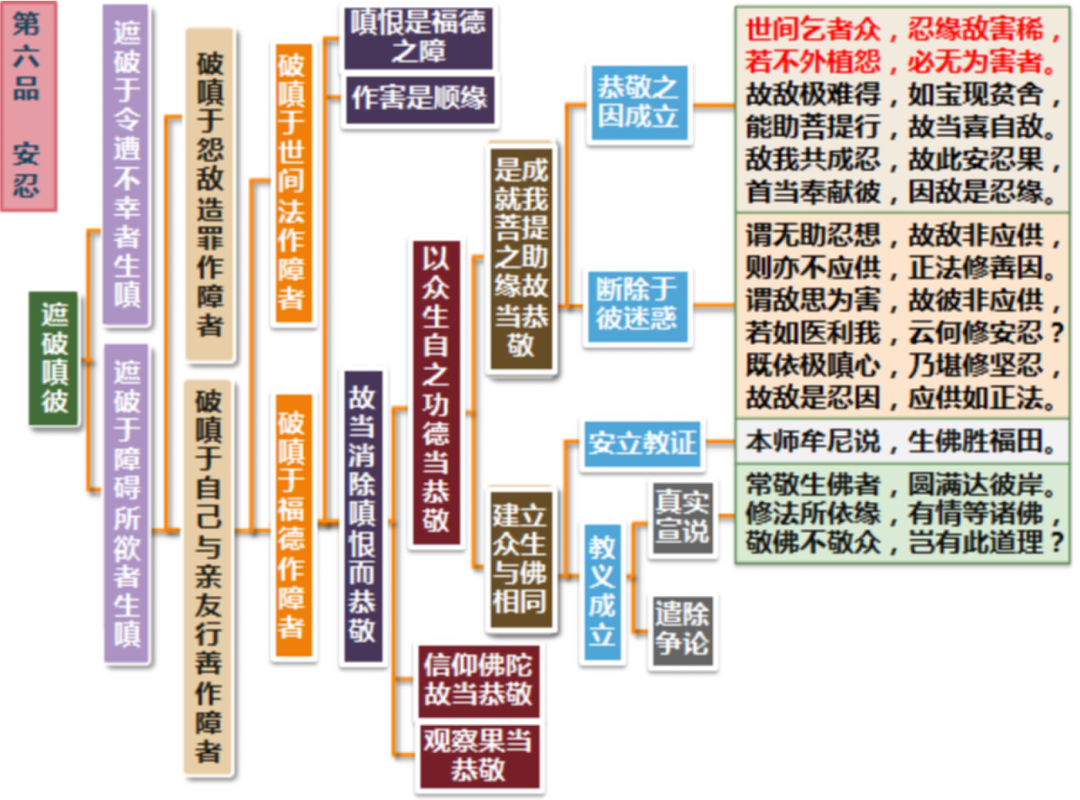 第六品 安忍
遮破嗔彼
遮破于令遭不幸者生嗔
遮破于障碍所欲者生嗔
破嗔于怨敌造罪作障者
破嗔于自己与亲友行善作障者
破嗔于世间法作障者
破嗔于福德作障者
嗔恨是福德
之障
作害是顺缘
故当消除嗔恨而恭敬
以众生自之功德当恭敬
信仰佛陀
故当恭敬
观察果当
恭敬
是成
就我
菩提
之助
缘故
当恭
敬
建立
众生
与佛
相同
恭敬之
因成立
断除于
彼迷惑
安立教证
教义成立
真实
宣说
遣除
争论
世间乞者众，忍缘敌害稀，
若不外植怨，必无为害者。
故敌极难得，如宝现贫舍，
能助菩提行，故当喜自敌。
敌我共成忍，故此安忍果，
首当奉献彼，因敌是忍缘。
谓无助忍想，故敌非应供，
则亦不应供，正法修善因。
谓敌思为害，故彼非应供，
若如医利我，云何修安忍？
既依极嗔心，乃堪修坚忍，
故敌是忍因，应供如正法。
本师牟尼说，生佛胜福田。
常敬生佛者，圆满达彼岸。
修法所依缘，有情等诸佛，
敬佛不敬众，岂有此道理？